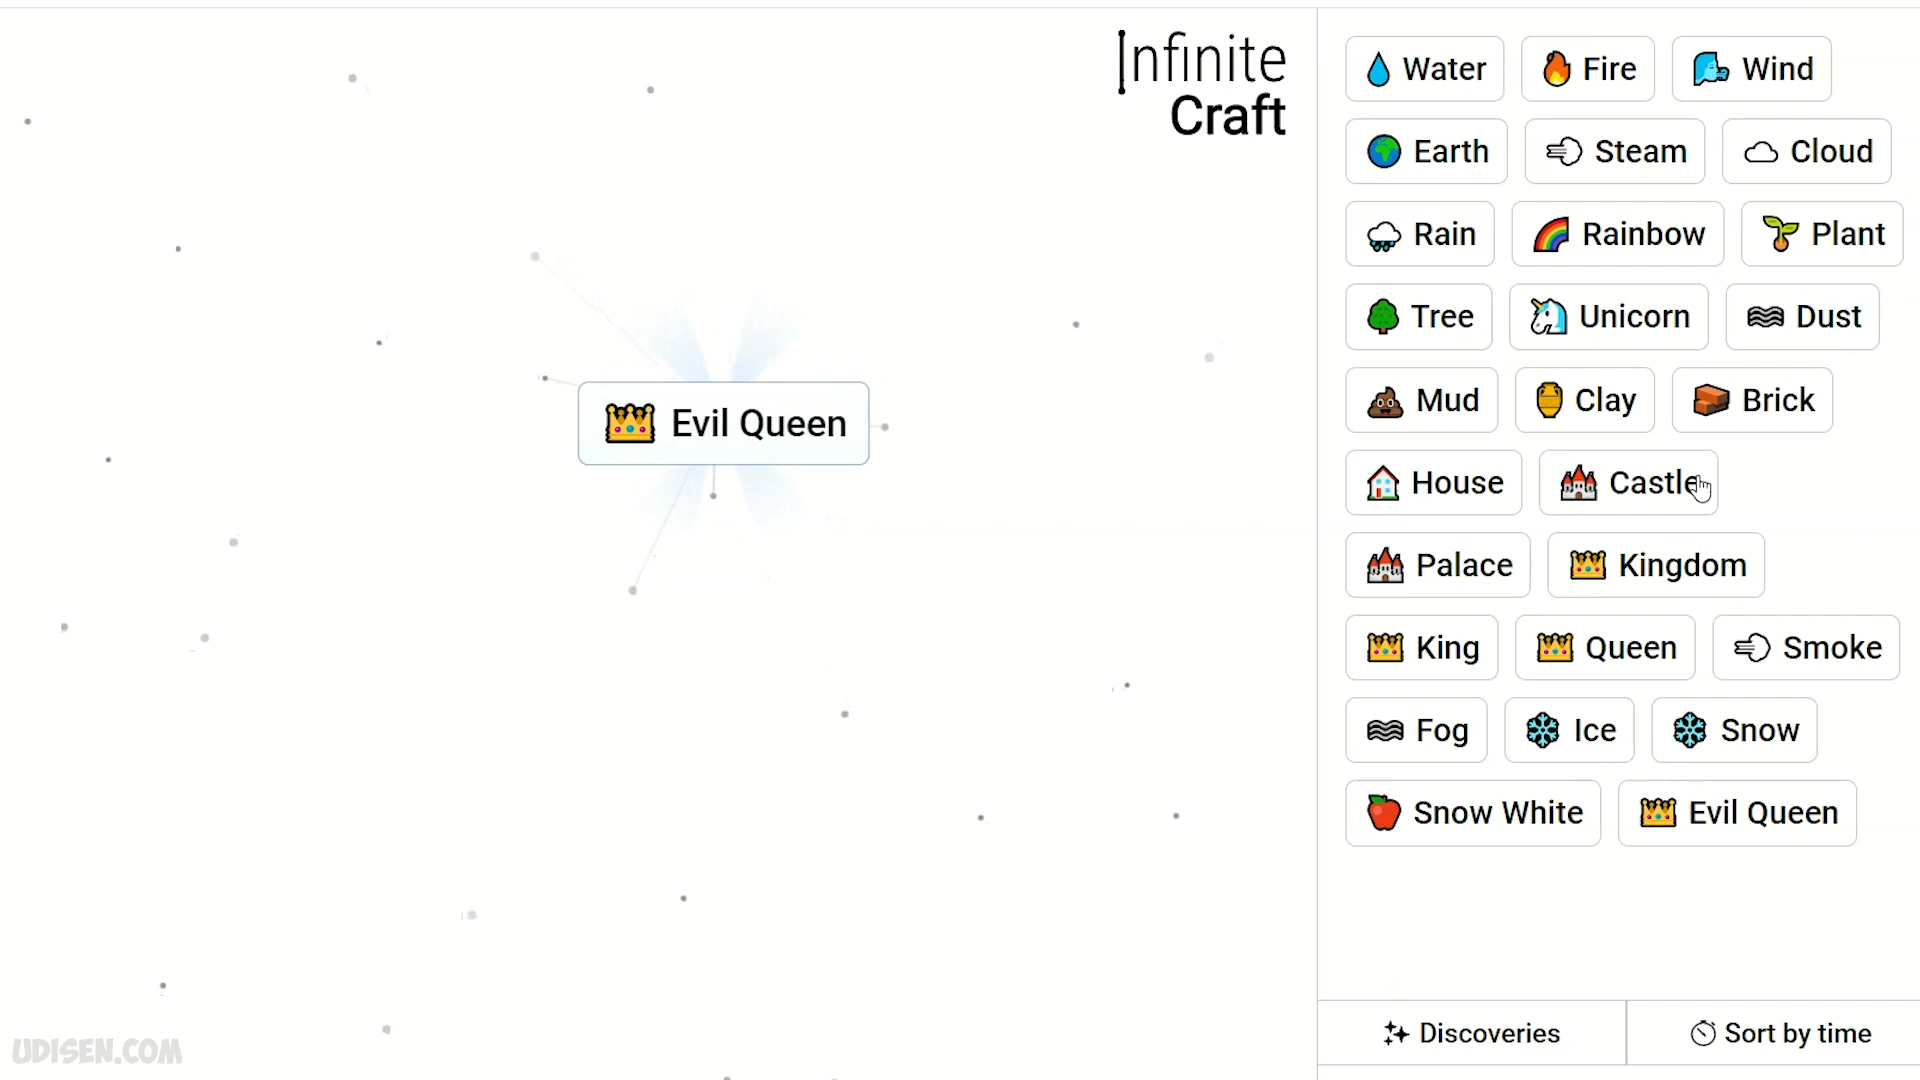 Infinite
Craft
Water Fire Wind
Earth Steam Cloud
Rain Rainbow Plant
Tree Unicorn Dust
Mud Clay Brick
Evil Queen
House Castle
Palace Kingdom
King Queen Smoke
Fog Ice Snow
Snow White Evil Queen
Discoveries Sort by time
UDISEN.COM